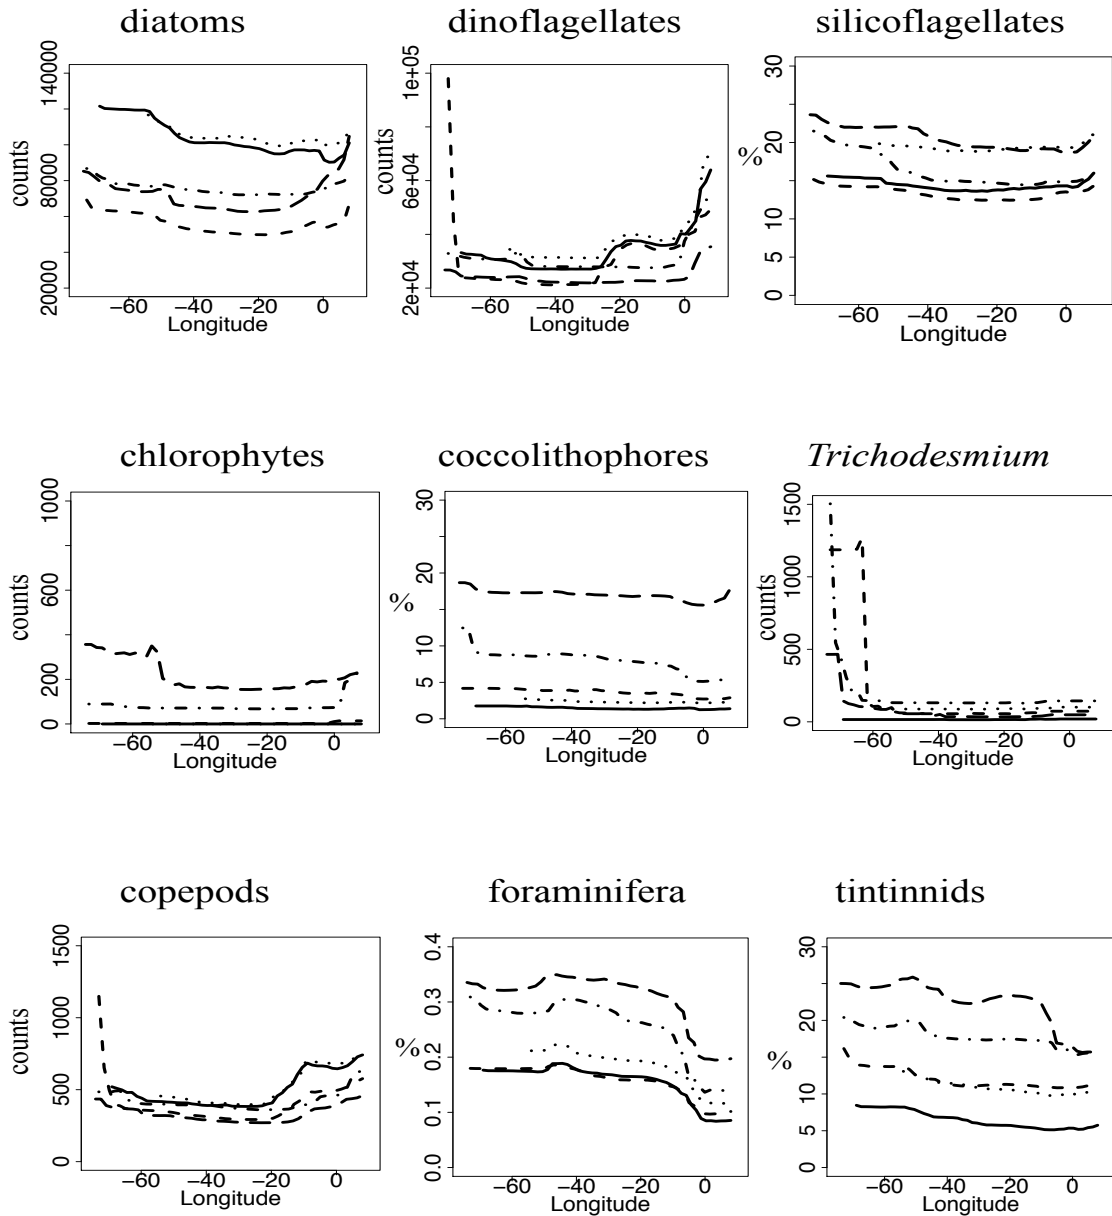 diatoms
counts
20000 80000 140000
−60 −40 −20 0
Longitude
dinoflagellates
counts
2e+04 6e+04 1e+05
−60 −40 −20 0
Longitude
silicoflagellates
%
0 5 10 20 30
−60 −40 −20 0
Longitude
chlorophytes
counts
0 200 600 1000
−60 −40 −20 0
Longitude
coccolithophores
%
0 5 10 20 30
−60 −40 −20 0
Longitude
Trichodesmium
counts
0 500 1000 1500
−60 −40 −20 0
Longitude
copepods
counts
0 500 1000 1500
−60 −40 −20 0
Longitude
foraminifera
%
0.0 0.1 0.2 0.3 0.4
−60 −40 −20 0
Longitude
tintinnids
%
0 5 10 20 30
−60 −40 −20 0
Longitude